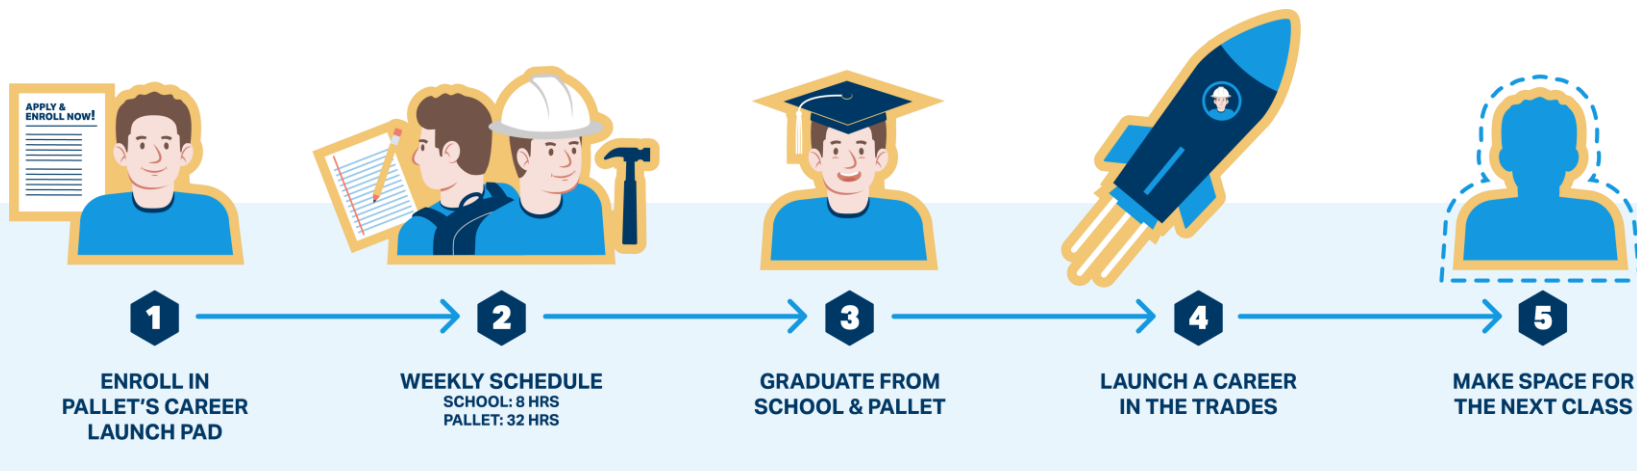 APPLY &
ENROLL NOW!
1
2
3
4
5
ENROLL IN
PALLET'S CAREER
LAUNCH PAD
WEEKLY SCHEDULE
SCHOOL: 8 HRS
PALLET: 32 HRS
GRADUATE FROM
SCHOOL & PALLET
LAUNCH A CAREER
IN THE TRADES
MAKE SPACE FOR
THE NEXT CLASS